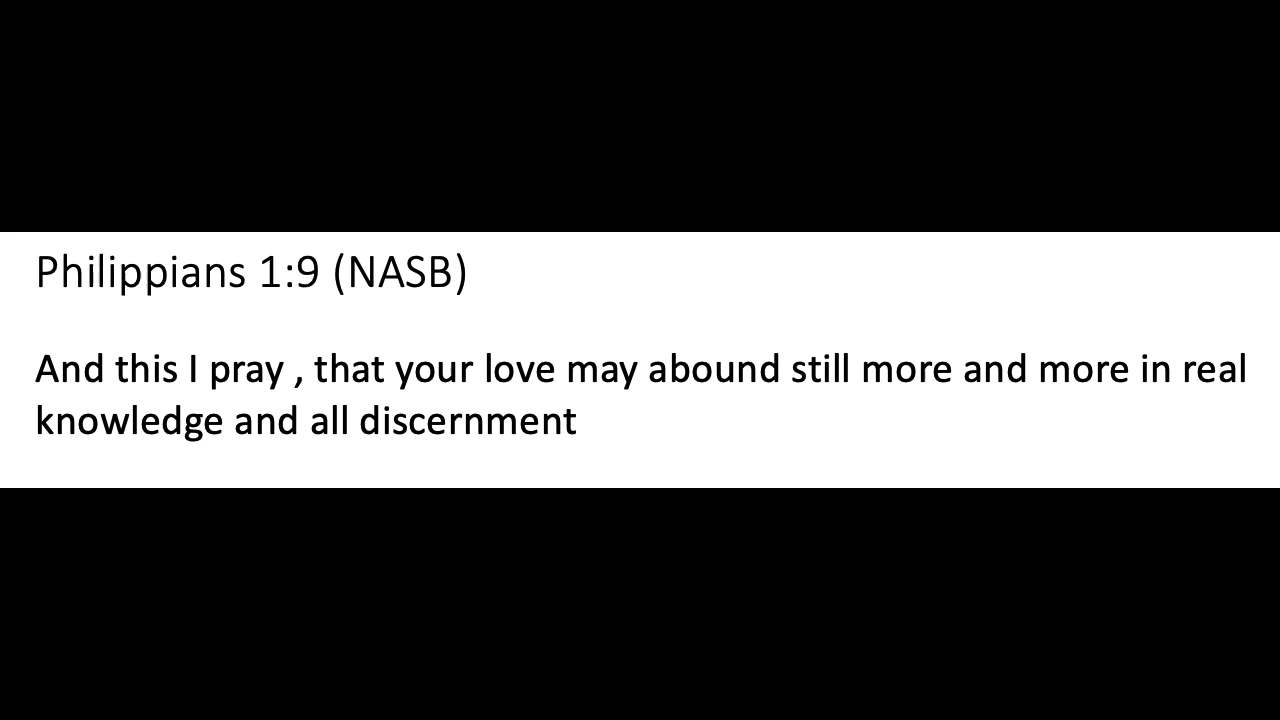 Philippians 1:9 (NASB)
And this I pray , that your love may abound still more and more in real
knowledge and all discernment